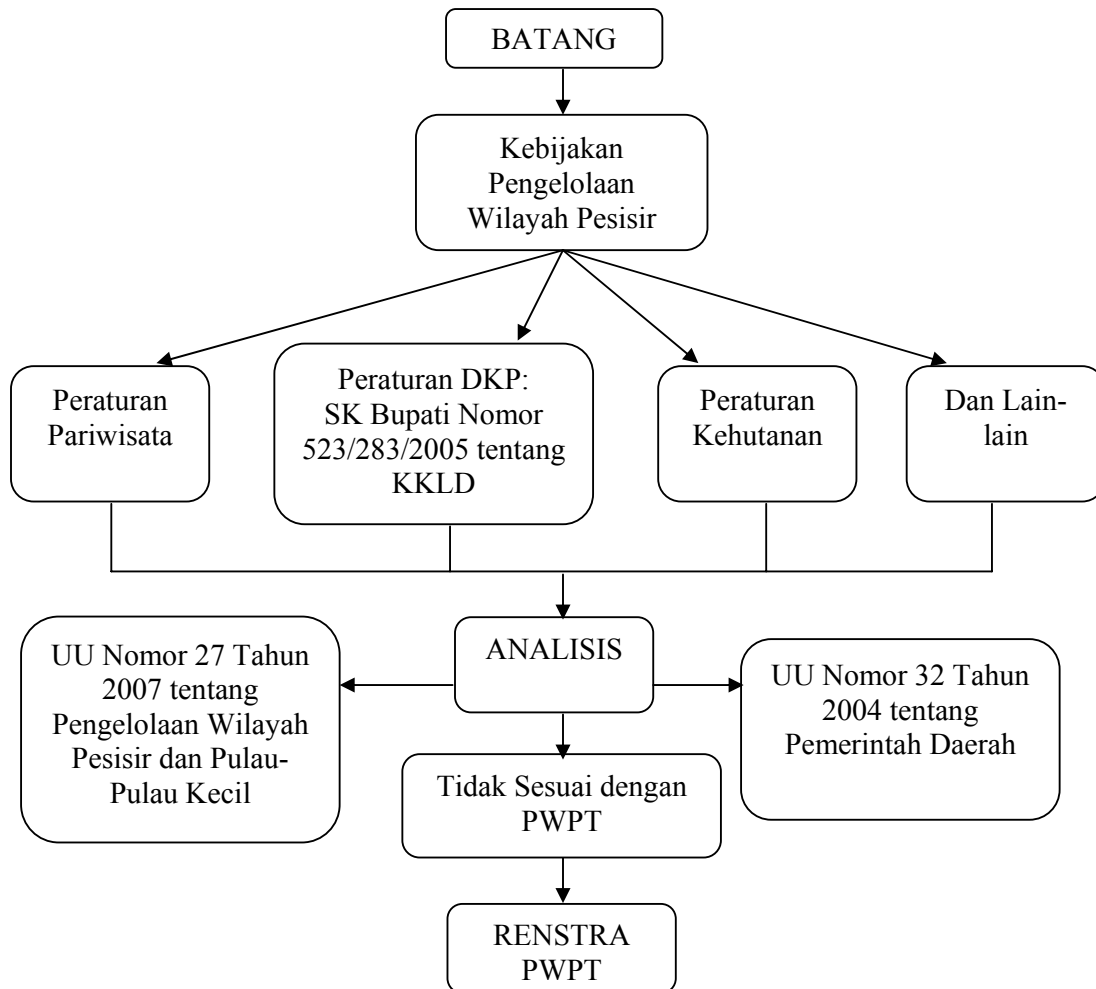 BATANG
Kebijakan
Pengelolaan
Wilayah Pesisir
Peraturan
Pariwisata
Peraturan DKP:
SK Bupati Nomor
523/283/2005 tentang
KKLD
Peraturan
Kehutanan
Dan Lain-
lain
ANALISIS
UU Nomor 27 Tahun
2007 tentang
Pengelolaan Wilayah
Pesisir dan Pulau-
Pulau Kecil
UU Nomor 32 Tahun
2004 tentang
Pemerintah Daerah
Tidak Sesuai dengan
PWPT
RENSTRA
PWPT